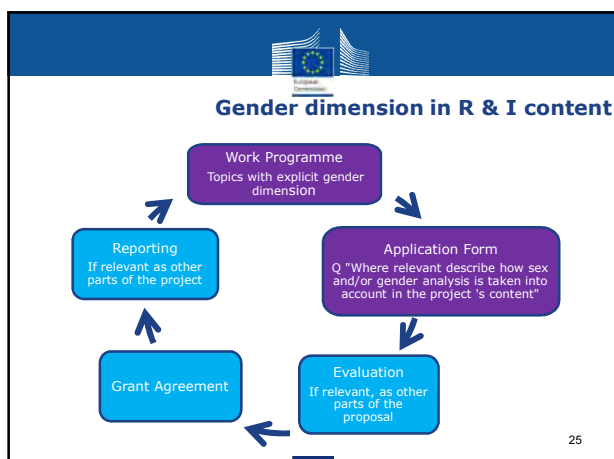 European
Commission
Gender dimension in R & I content
Work Programme
Topics with explicit gender
dimension
Application Form
Q "Where relevant describe how sex
and/or gender analysis is taken into
account in the project 's content"
Evaluation
If relevant, as other
parts of the
proposal
Grant Agreement
Reporting
If relevant as other
parts of the project
25